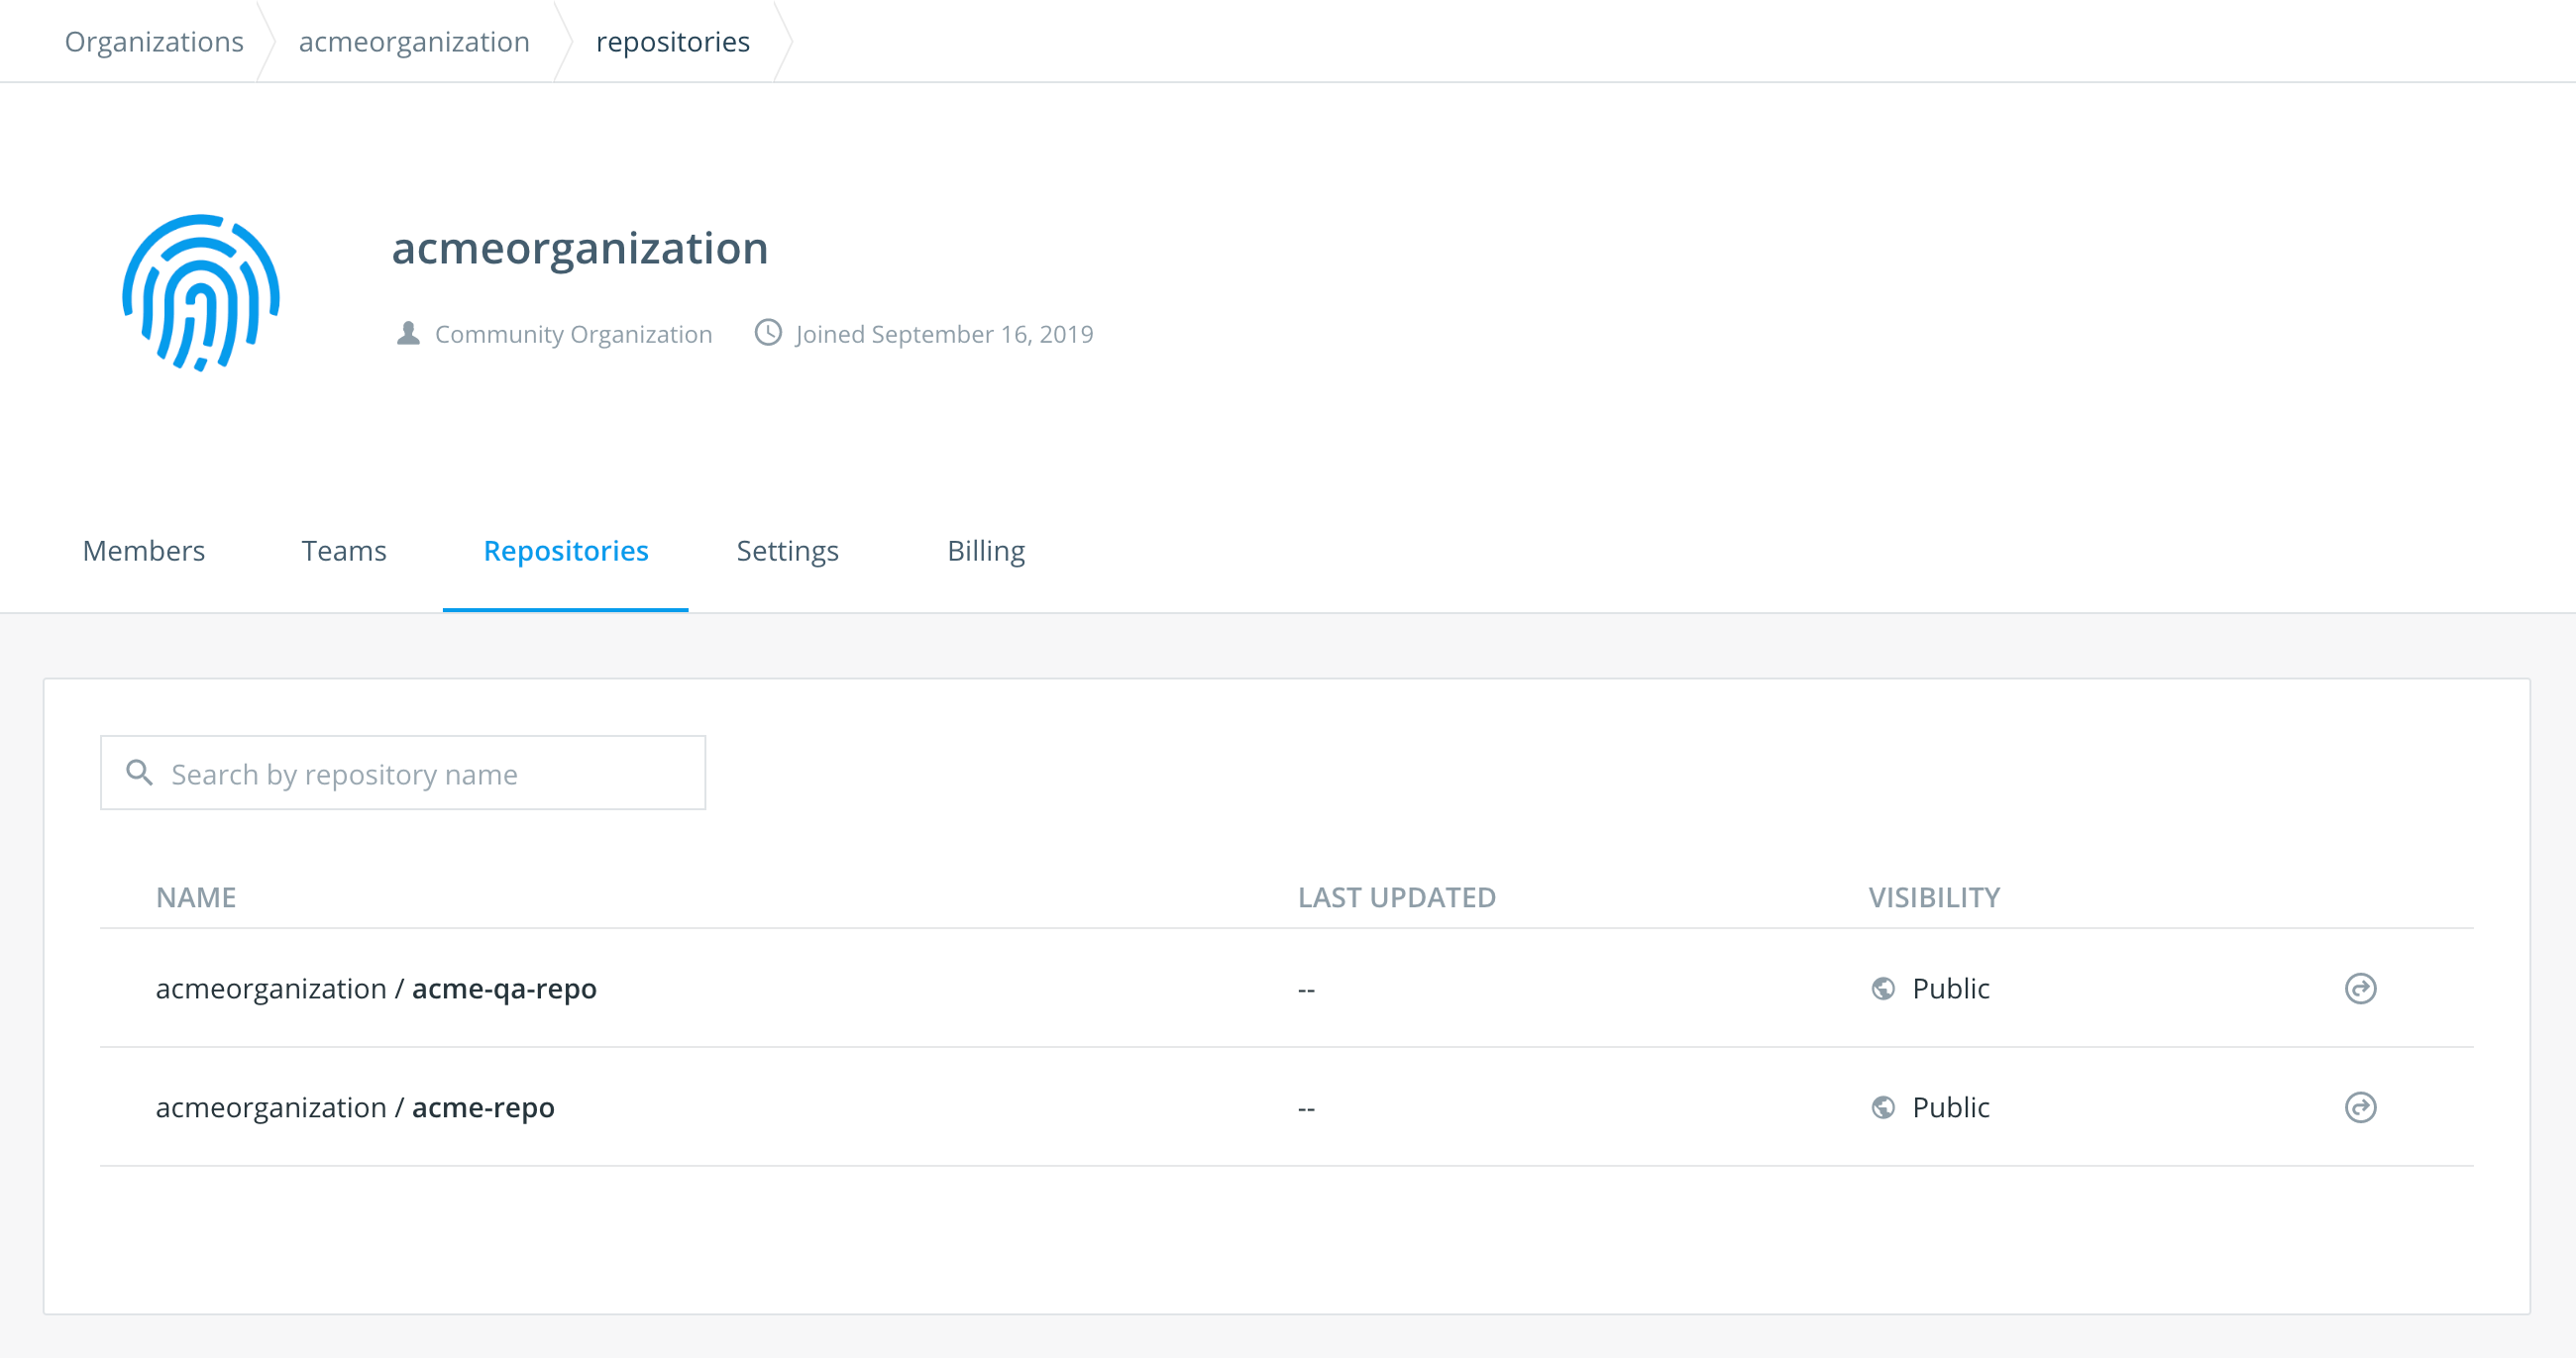 Organizations acmeorganization repositories
acmeorganization
Community Organization Joined September 16, 2019
Members Teams Repositories Settings Billing
Search by repository name
NAME LAST UPDATED VISIBILITY
acmeorganization / acme-qa-repo -- Public
acmeorganization / acme-repo -- Public